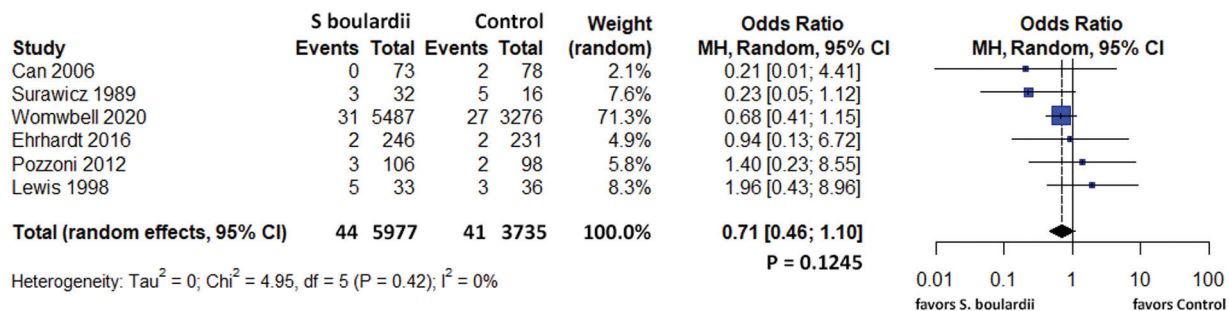 S boulardii Control Weight Odds Ratio Odds Ratio
Study Events Total Events Total (random) MH, Random, 95% CI MH, Random, 95% CI
Can 2006 0 73 2 78 2.1% 0.21 [0.01; 4.41]
Surawicz 1989 3 32 5 16 7.6% 0.23 [0.05; 1.12]
Womwbell 2020 31 5487 27 3276 71.3% 0.68 [0.41; 1.15]
Ehrhardt 2016 2 246 2 231 4.9% 0.94 [0.13; 6.72]
Pozzoni 2012 3 106 2 98 5.8% 1.40 [0.23; 8.55]
Lewis 1998 5 33 3 36 8.3% 1.96 [0.43; 8.96]
Total (random effects, 95% CI) 44 5977 41 3735 100.0% 0.71 [0.46; 1.10]
P = 0.1245
Heterogeneity: Tau² = 0; Chi² = 4.95, df = 5 (P = 0.42); I² = 0%
0.01 0.1 1 10 100
favors S. boulardii favors Control